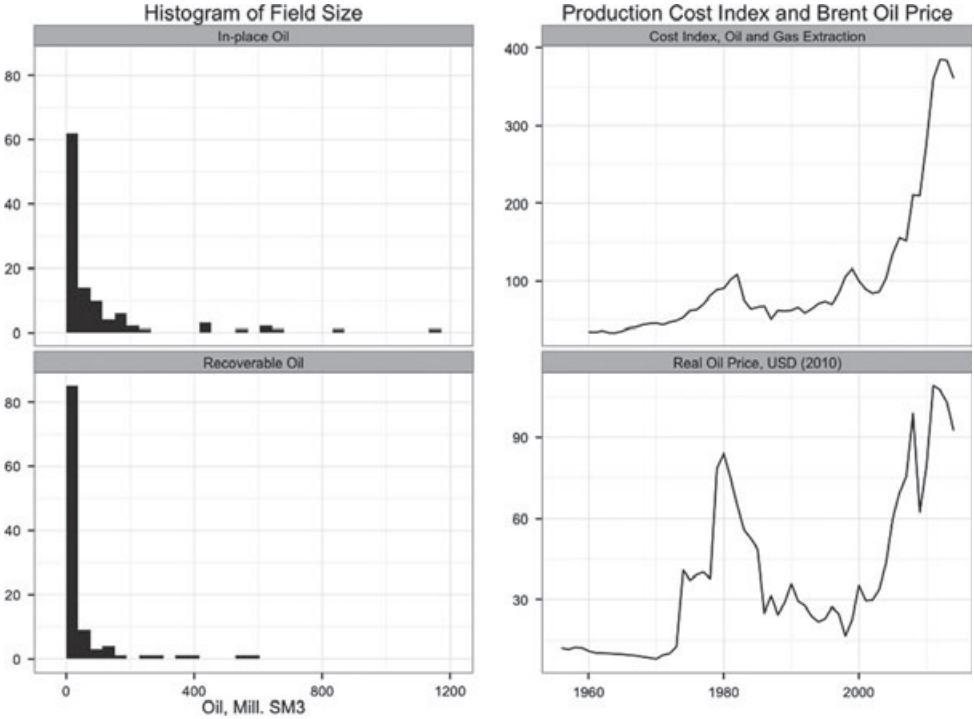 Histogram of Field Size
In-place Oil
80
60
40
20
0
Recoverable Oil
80
60
40
20
0
0 400 800 1200
Oil, Mill. SM3
Production Cost Index and Brent Oil Price
Cost Index, Oil and Gas Extraction
400
300
200
100
Real Oil Price, USD (2010)
90
60
30
1960 1980 2000